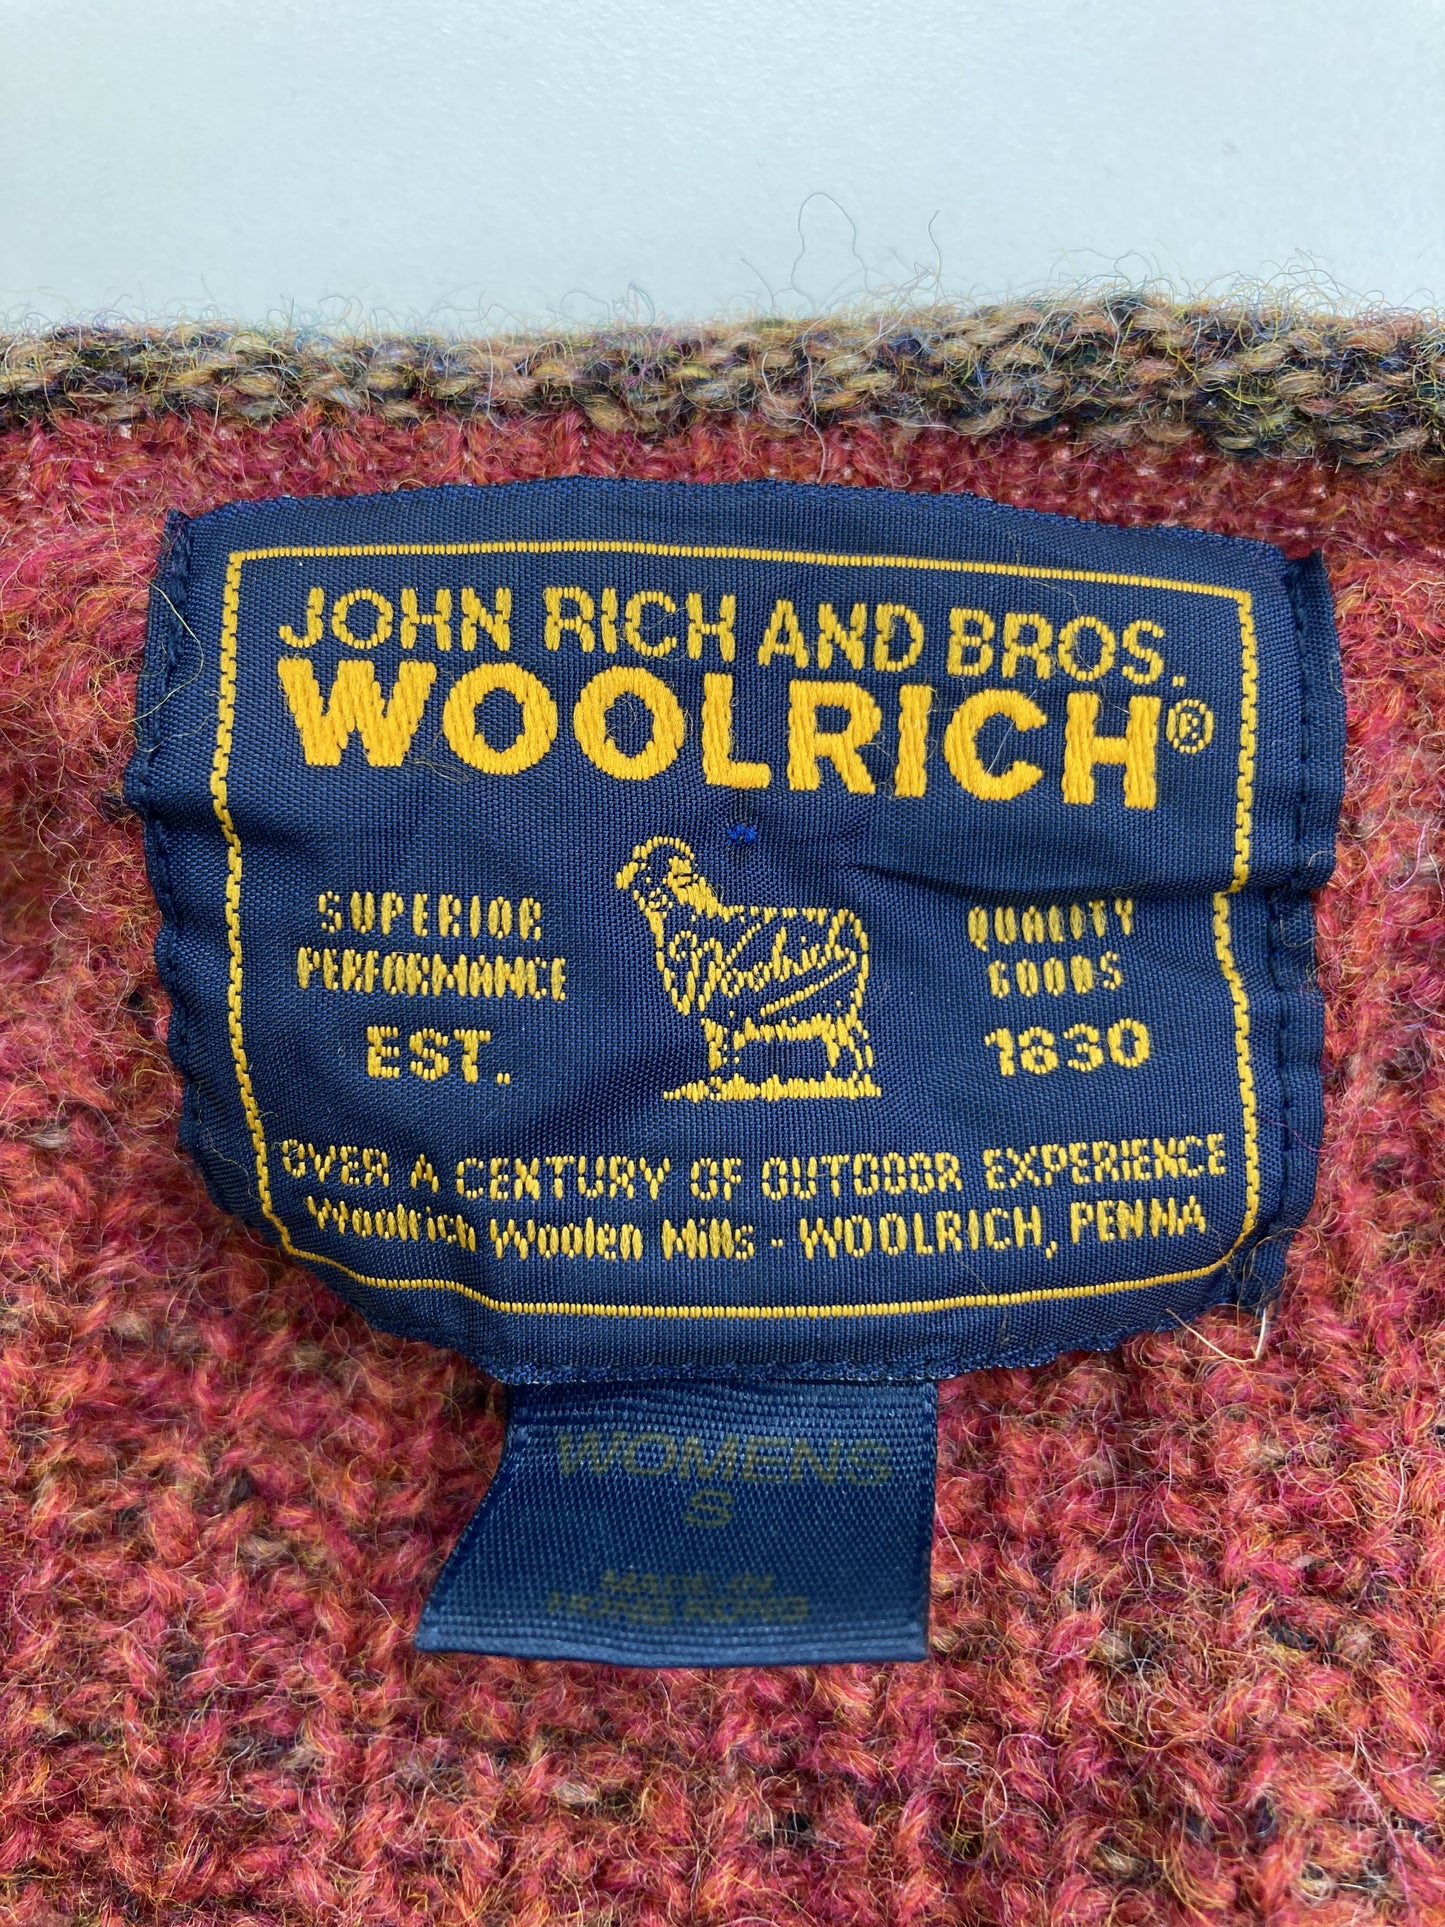 JOHN RICH AND BROS.
WOOLRICH®
SUPERIOR
PERFORMANCE
EST.
Woolrich
QUALITY
GOODS
1830
OVER A CENTURY OF OUTDOOR EXPERIENCE
Woolrich Woolen Mills - WOOLRICH, PENNA
WOMENS
S
MADE IN
HONG KONG